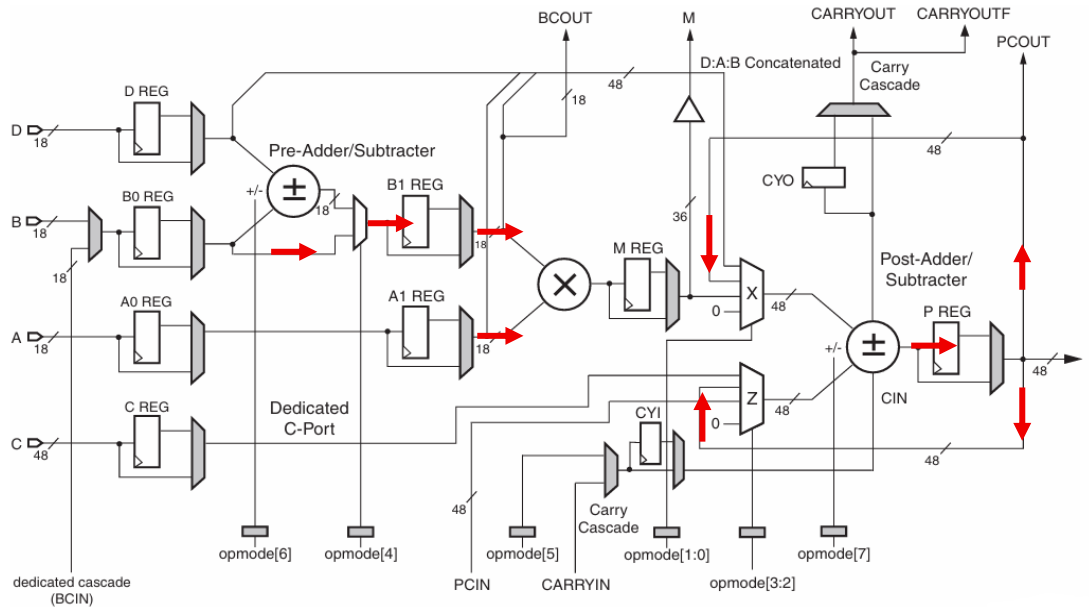 BCOUT
M
CARRYOUT
CARRYOUTF
PCOUT
D:A:B Concatenated
Carry
Cascade
48
18
D REG
D
18
Pre-Adder/Subtracter
48
+/-
±
18
B0 REG
B1 REG
CYO
B
18
18
18
36
M REG
Post-Adder/
Subtracter
×
X
48
0
P REG
A0 REG
A1 REG
A
18
18
+/-
±
48
CIN
C REG
Dedicated
C-Port
Z
48
0
CYI
C
48
48
48
Carry
Cascade
opmode[6]
opmode[4]
opmode[5]
opmode[1:0]
opmode[7]
dedicated cascade
(BCIN)
PCIN
CARRYIN
opmode[3:2]